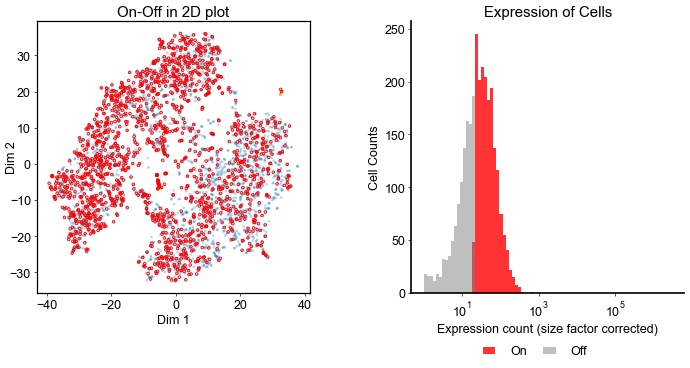 On-Off in 2D plot
30
20
10
0
−10
−20
−30
Dim 2
−40
−20
0
20
40
Dim 1
Expression of Cells
250
200
150
100
50
0
Cell Counts
10^1
10^3
10^5
Expression count (size factor corrected)
On
Off